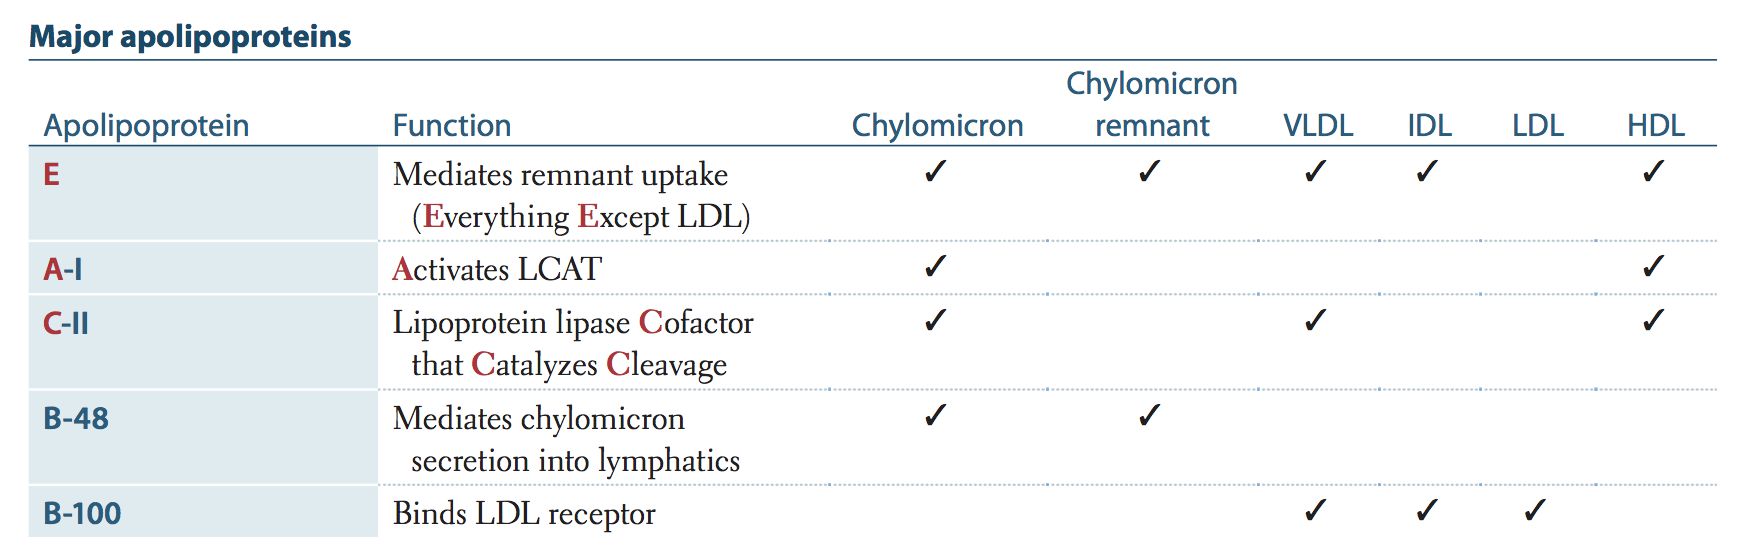 Major apolipoproteins
Apolipoprotein Function Chylomicron Chylomicron remnant VLDL IDL LDL HDL
E Mediates remnant uptake ✓ ✓ ✓ ✓ ✓
(Everything Except LDL)
A-I Activates LCAT ✓ ✓
C-II Lipoprotein lipase Cofactor ✓ ✓ ✓
that Catalyzes Cleavage
B-48 Mediates chylomicron ✓ ✓
secretion into lymphatics
B-100 Binds LDL receptor ✓ ✓ ✓